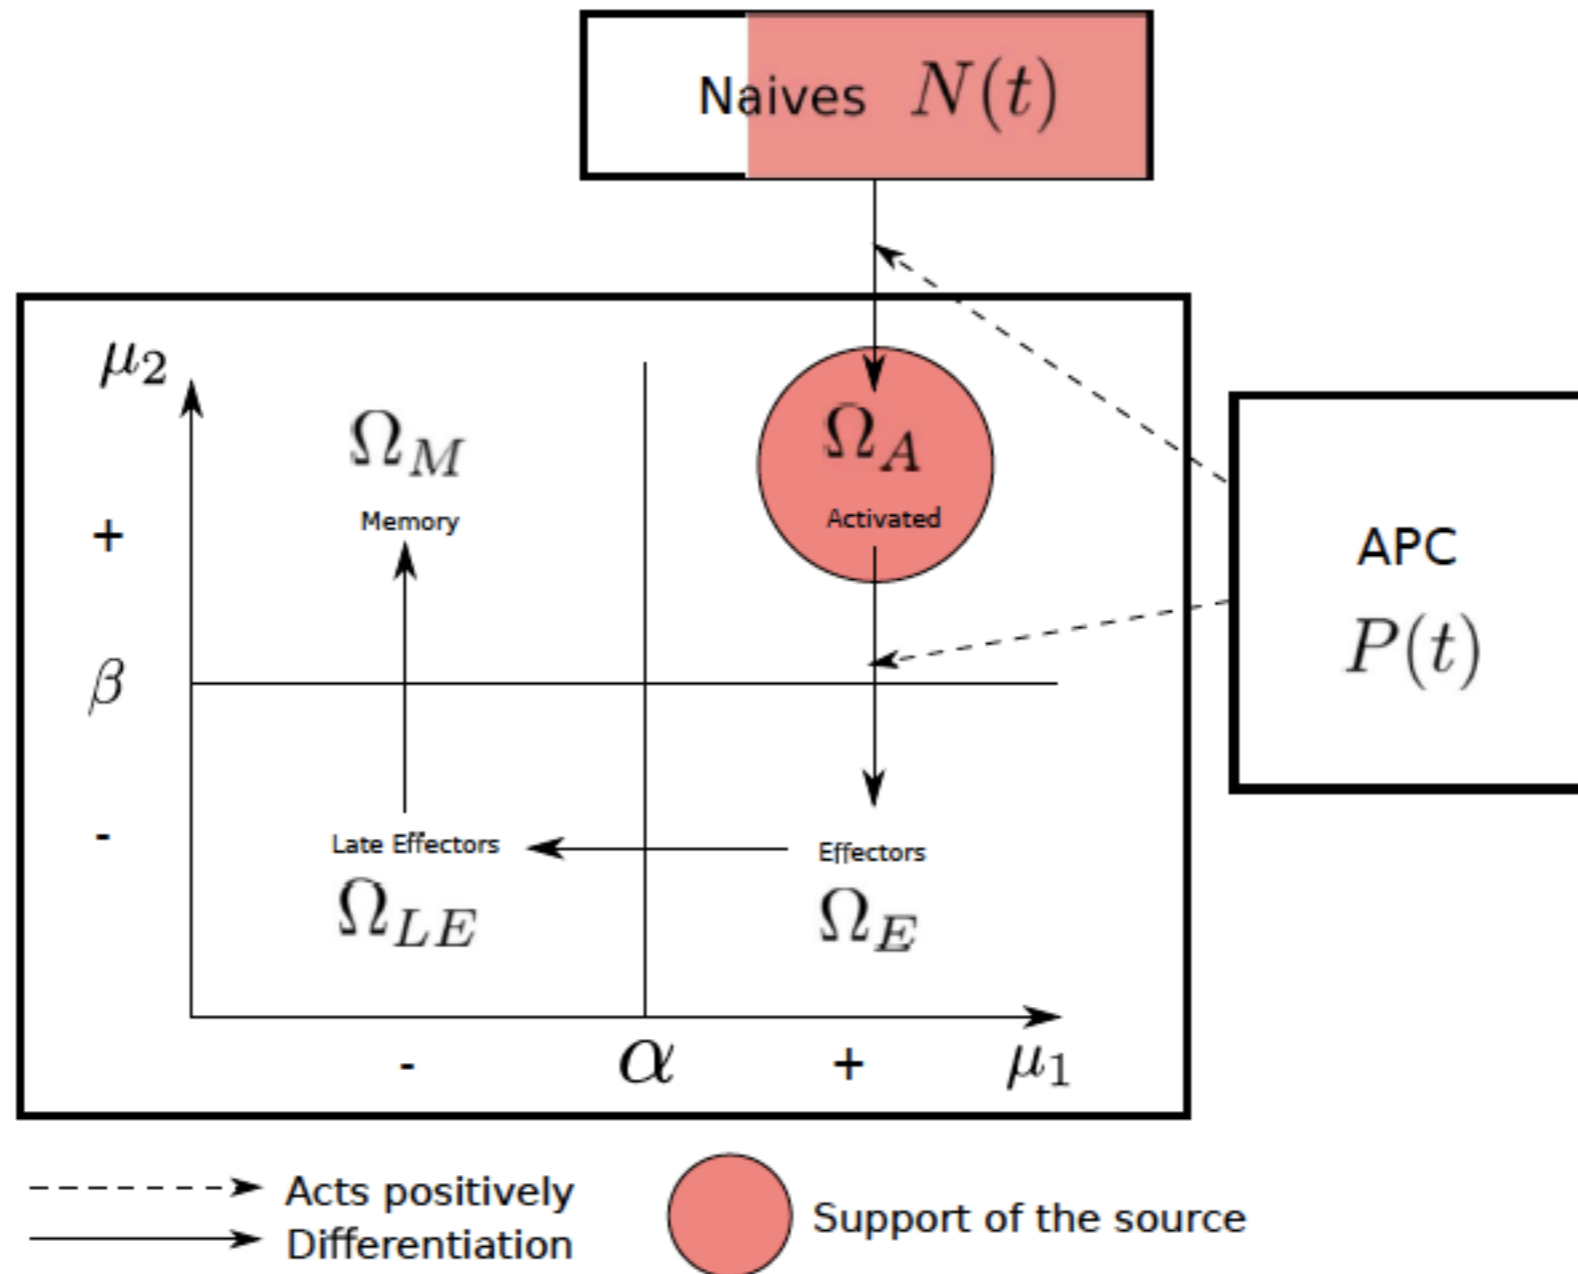 Naives N(t)
μ₂
Ω_M
Memory
Ω_A
Activated
+
APC
P(t)
β
-
Late Effectors
Ω_LE
Effectors
Ω_E
- α + μ₁
Acts positively
Differentiation
Support of the source